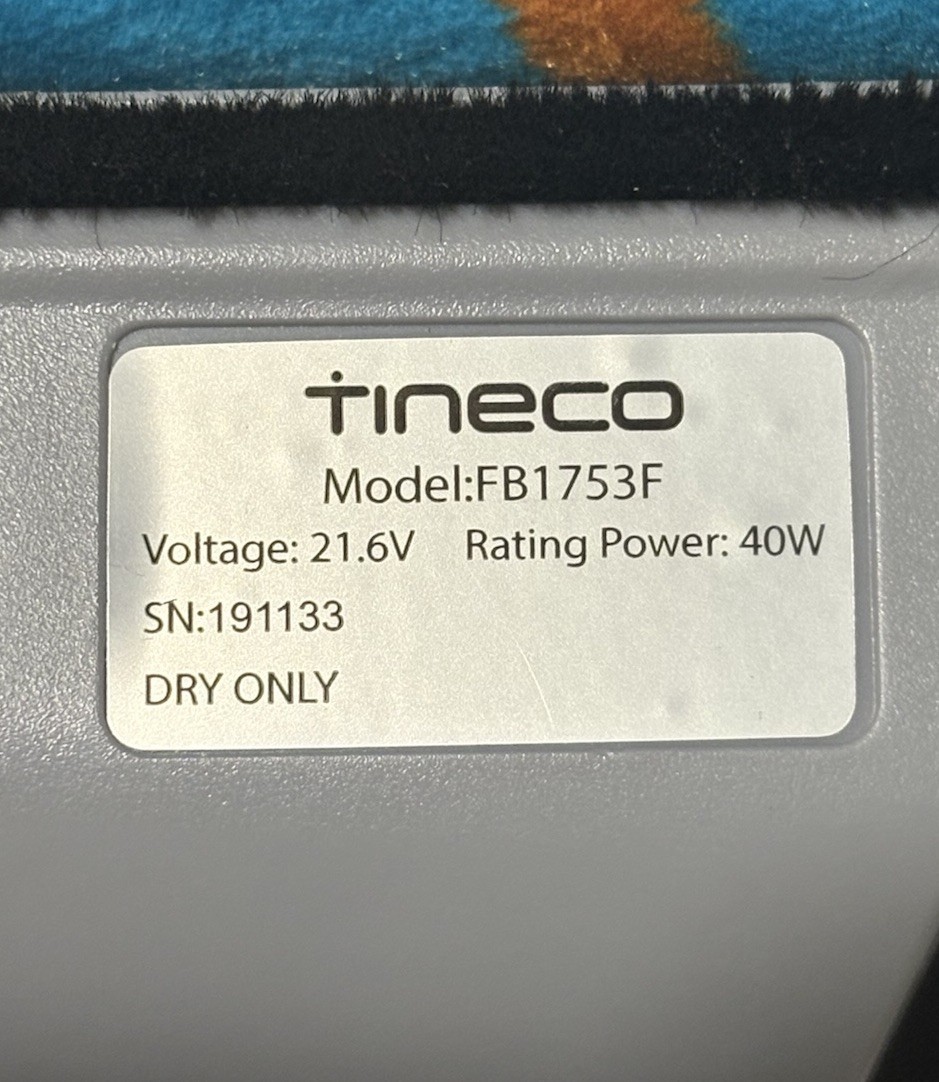 tineco
Model:FB1753F
Voltage: 21.6V Rating Power: 40W
SN:191133
DRY ONLY